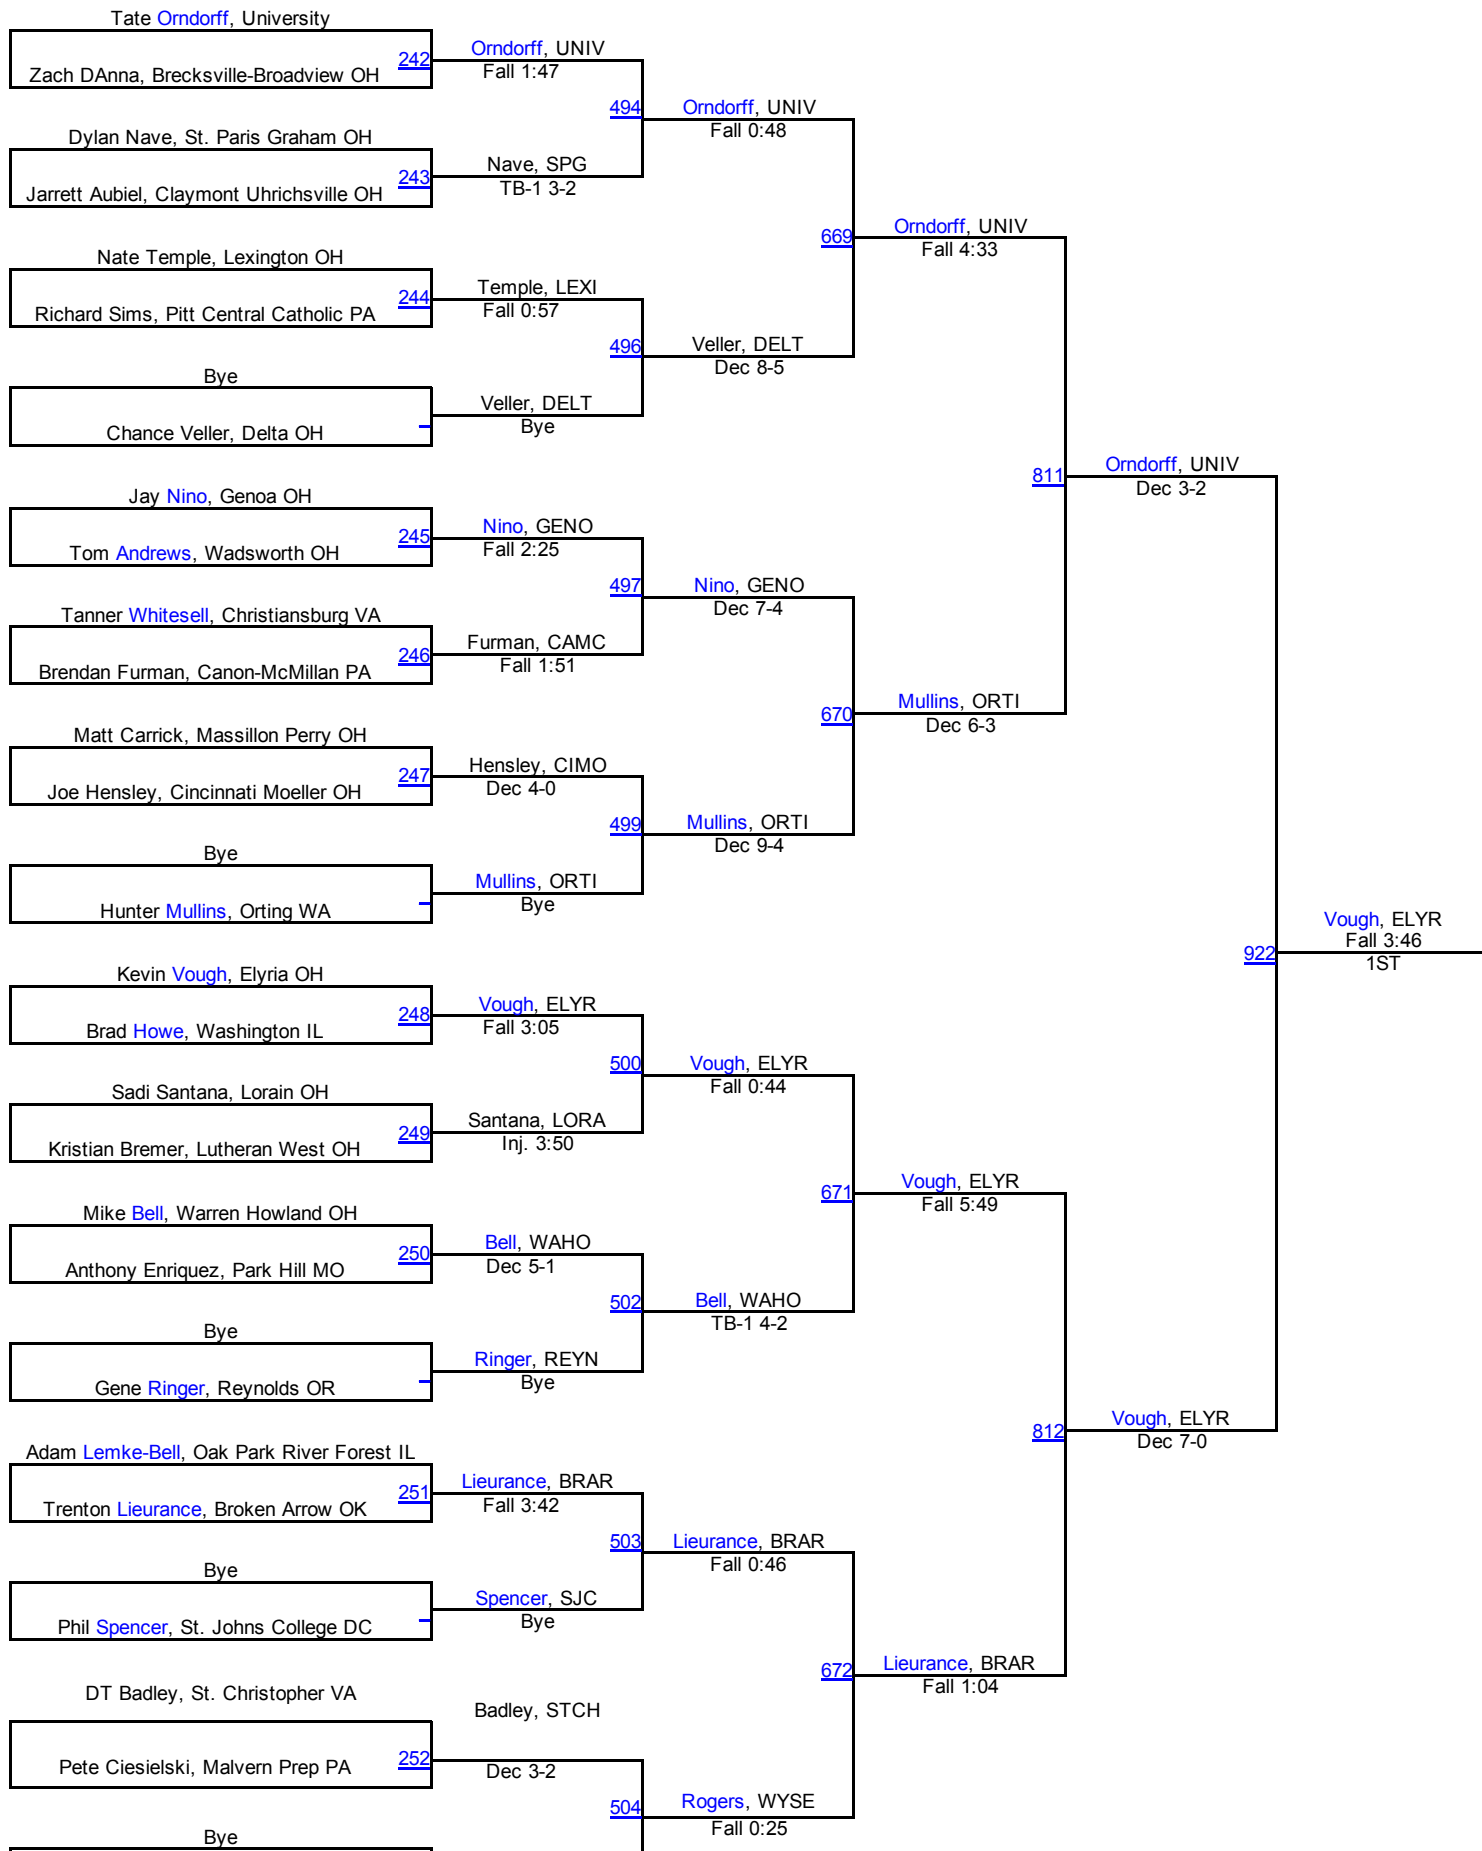 Tate Orndorff, University
242
Zach DAnna, Brecksville-Broadview OH
Orndorff, UNIV
Fall 1:47
494
Orndorff, UNIV
Fall 0:48
Dylan Nave, St. Paris Graham OH
243
Jarrett Aubiel, Claymont Uhrichsville OH
Nave, SPG
TB-1 3-2
669
Orndorff, UNIV
Fall 4:33
Nate Temple, Lexington OH
244
Richard Sims, Pitt Central Catholic PA
Temple, LEXI
Fall 0:57
496
Veller, DELT
Dec 8-5
Bye
Chance Veller, Delta OH
Veller, DELT
Bye
811
Orndorff, UNIV
Dec 3-2
Jay Nino, Genoa OH
245
Tom Andrews, Wadsworth OH
Nino, GENO
Fall 2:25
497
Nino, GENO
Dec 7-4
Tanner Whitesell, Christiansburg VA
246
Brendan Furman, Canon-McMillan PA
Furman, CAMC
Fall 1:51
670
Mullins, ORTI
Dec 6-3
Matt Carrick, Massillon Perry OH
247
Joe Hensley, Cincinnati Moeller OH
Hensley, CIMO
Dec 4-0
499
Mullins, ORTI
Dec 9-4
Bye
Hunter Mullins, Orting WA
Mullins, ORTI
Bye
922
Vough, ELYR
Fall 3:46
1ST
Kevin Vough, Elyria OH
248
Brad Howe, Washington IL
Vough, ELYR
Fall 3:05
500
Vough, ELYR
Fall 0:44
Sadi Santana, Lorain OH
249
Kristian Bremer, Lutheran West OH
Santana, LORA
Inj. 3:50
671
Vough, ELYR
Fall 5:49
Mike Bell, Warren Howland OH
250
Anthony Enriquez, Park Hill MO
Bell, WAHO
Dec 5-1
502
Bell, WAHO
TB-1 4-2
Bye
Gene Ringer, Reynolds OR
Ringer, REYN
Bye
812
Vough, ELYR
Dec 7-0
Adam Lemke-Bell, Oak Park River Forest IL
251
Trenton Lieurance, Broken Arrow OK
Lieurance, BRAR
Fall 3:42
503
Lieurance, BRAR
Fall 0:46
Bye
Phil Spencer, St. Johns College DC
Spencer, SJC
Bye
672
Lieurance, BRAR
Fall 1:04
DT Badley, St. Christopher VA
252
Pete Ciesielski, Malvern Prep PA
Badley, STCH
Dec 3-2
504
Rogers, WYSE
Fall 0:25
Bye